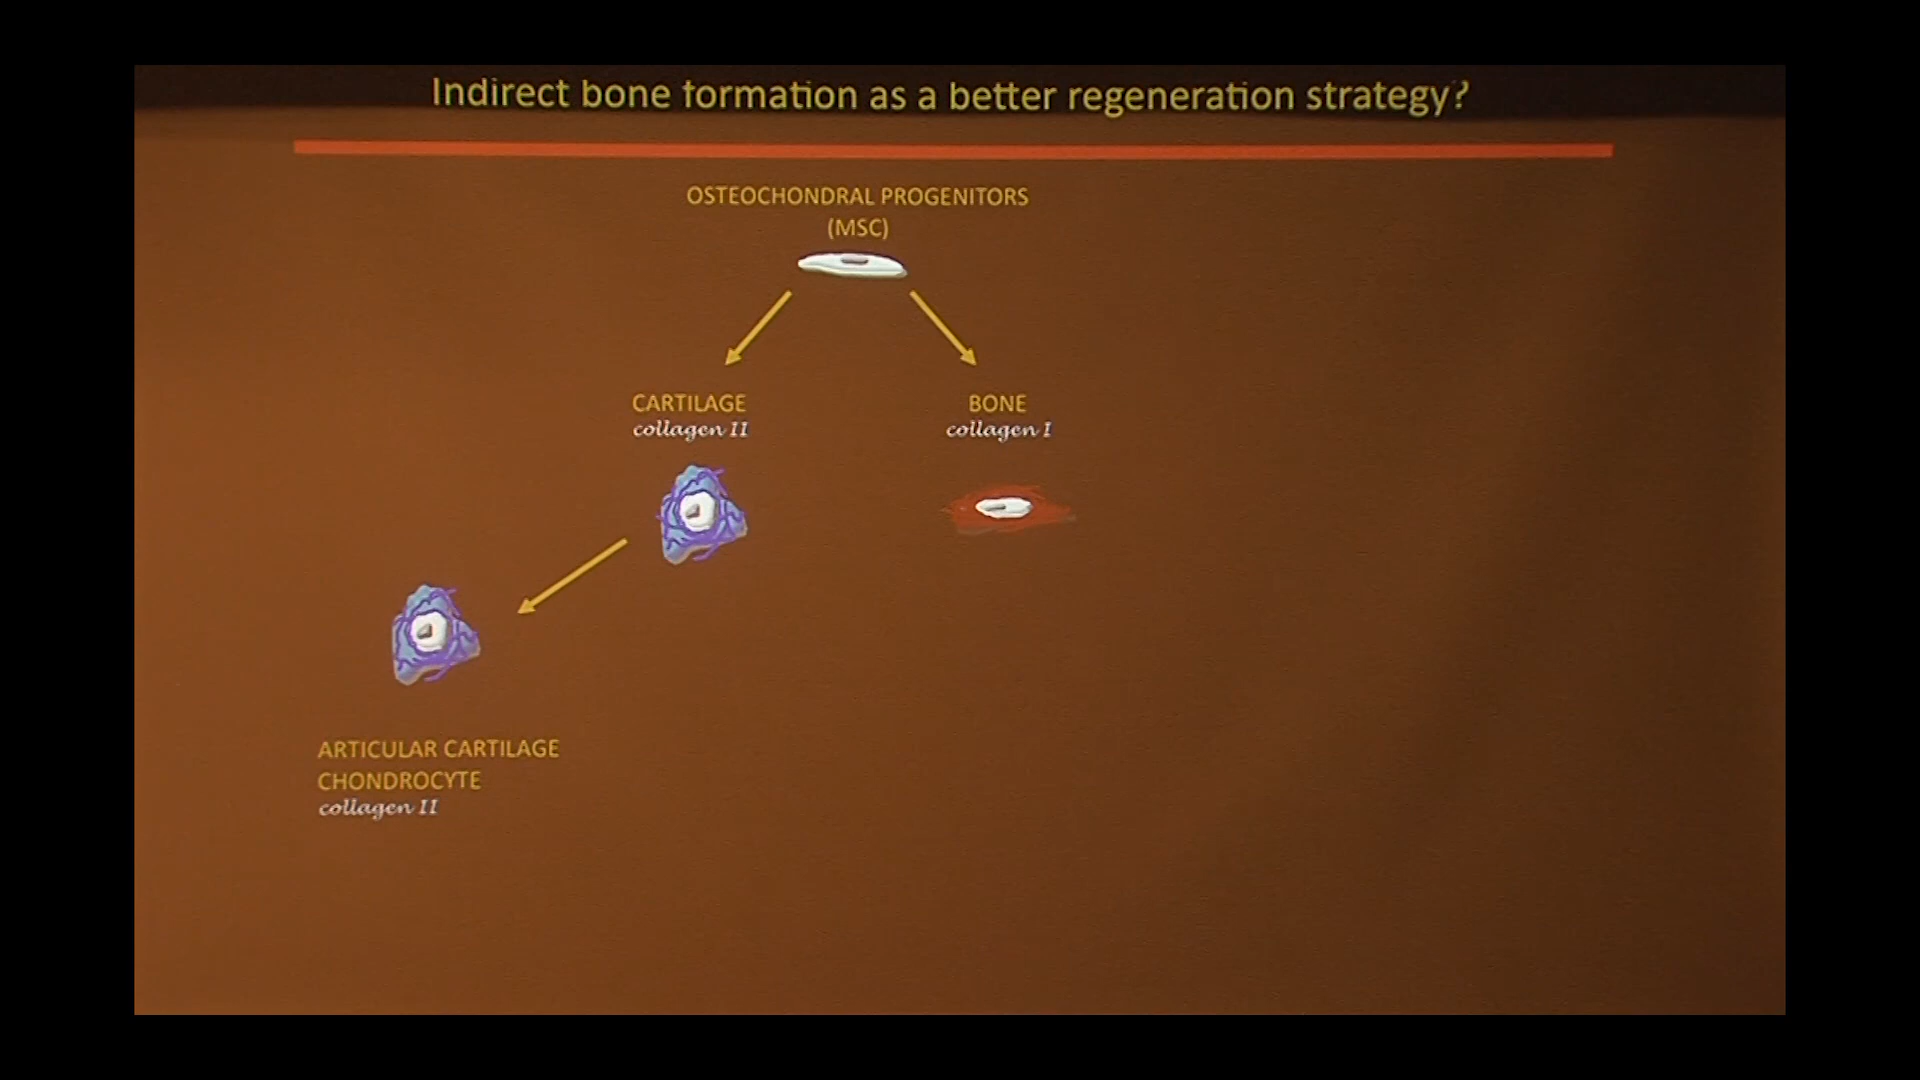 Indirect bone formation as a better regeneration strategy?
OSTEOCHONDRAL PROGENITORS
(MSC)
CARTILAGE
collagen II
BONE
collagen I
ARTICULAR CARTILAGE
CHONDROCYTE
collagen II